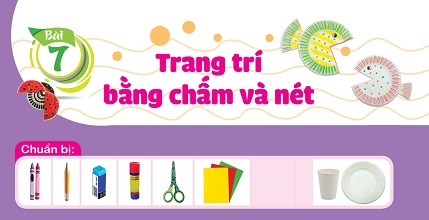 Bài
7
Trang trí
bằng chấm và nét
Chuẩn bị: